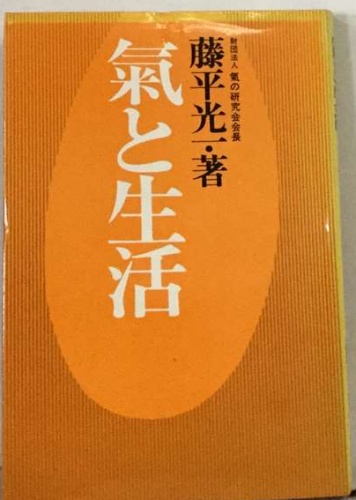 財団法人 氣の研究会会長
藤平光一・著
氣と生活